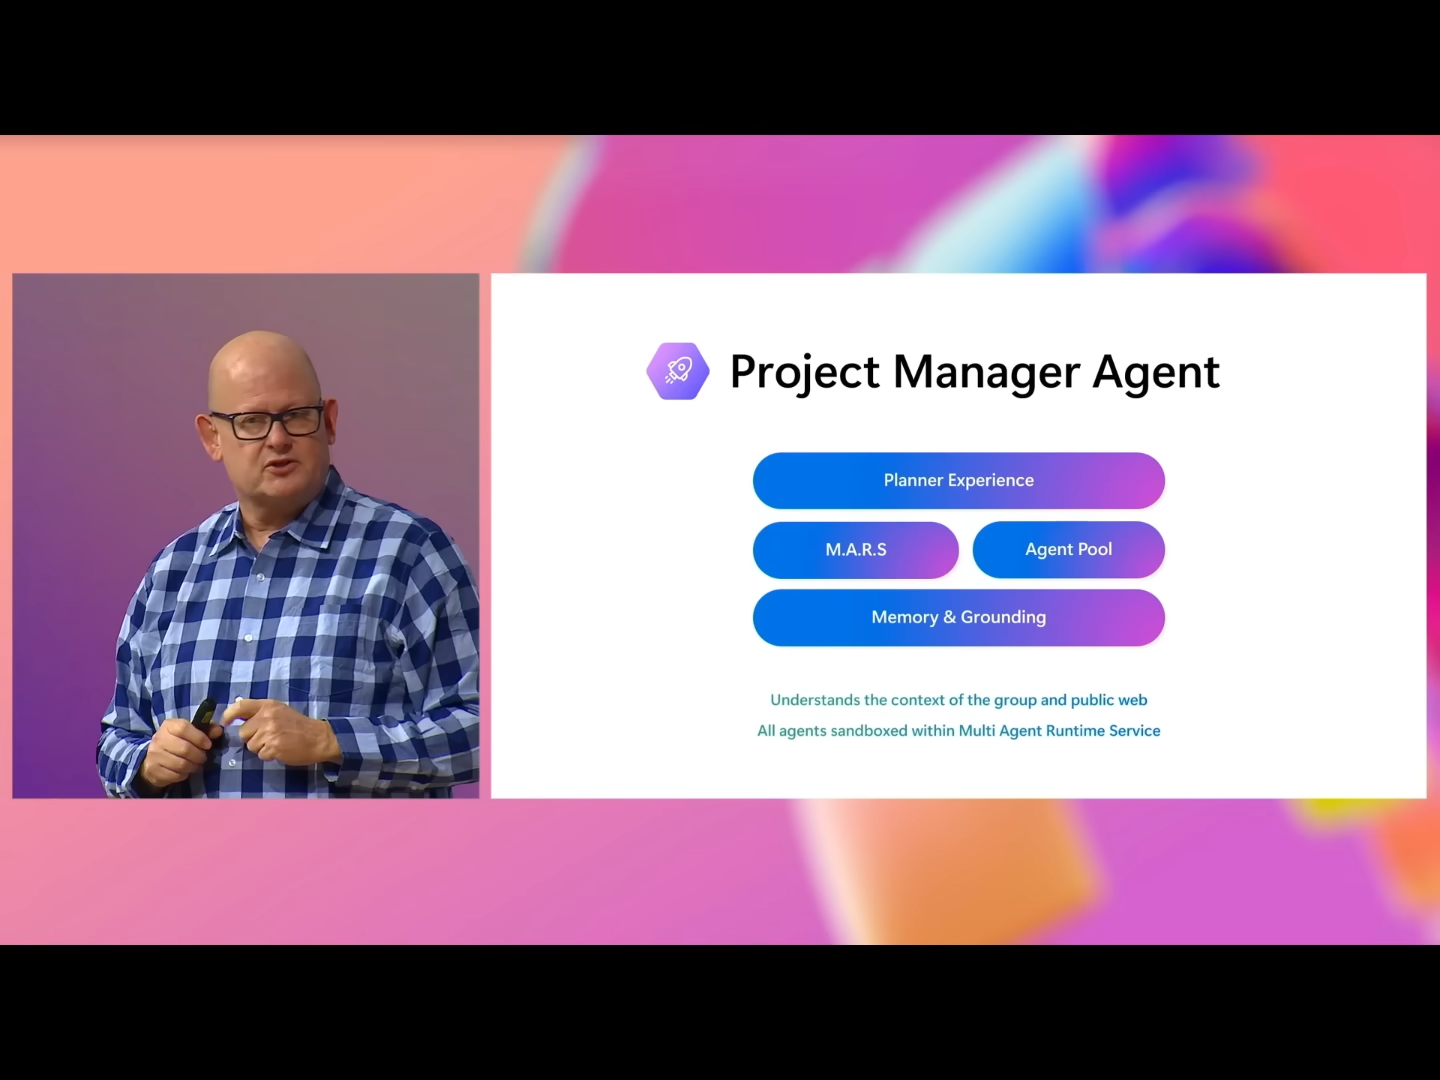 Project Manager Agent
Planner Experience
M.A.R.S
Agent Pool
Memory & Grounding
Understands the context of the group and public web
All agents sandboxed within Multi Agent Runtime Service